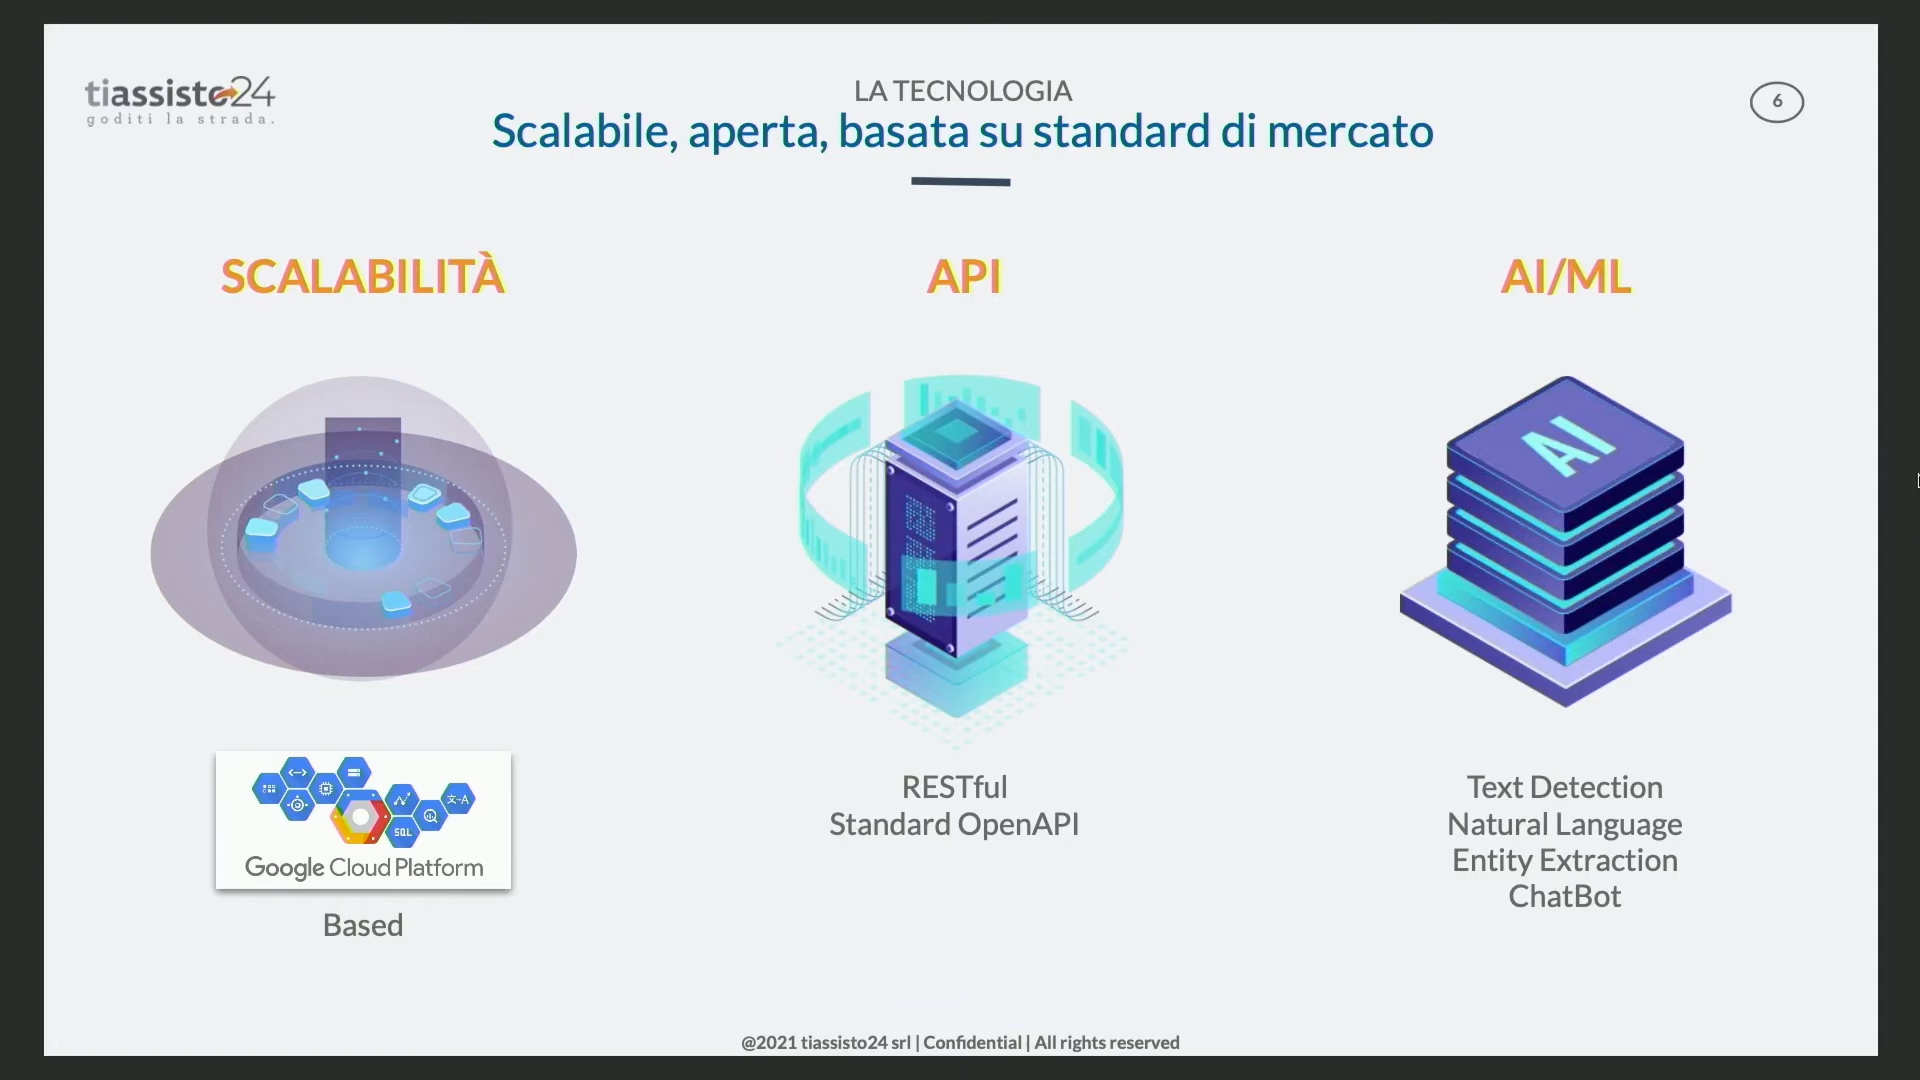 tiassisto24
goditi la strada.
LA TECNOLOGIA
Scalabile, aperta, basata su standard di mercato
6
SCALABILITÀ
API
AI/ML
AI
SQL
文→A
Google Cloud Platform
Based
RESTful
Standard OpenAPI
Text Detection
Natural Language
Entity Extraction
ChatBot
@2021 tiassisto24 srl | Confidential | All rights reserved